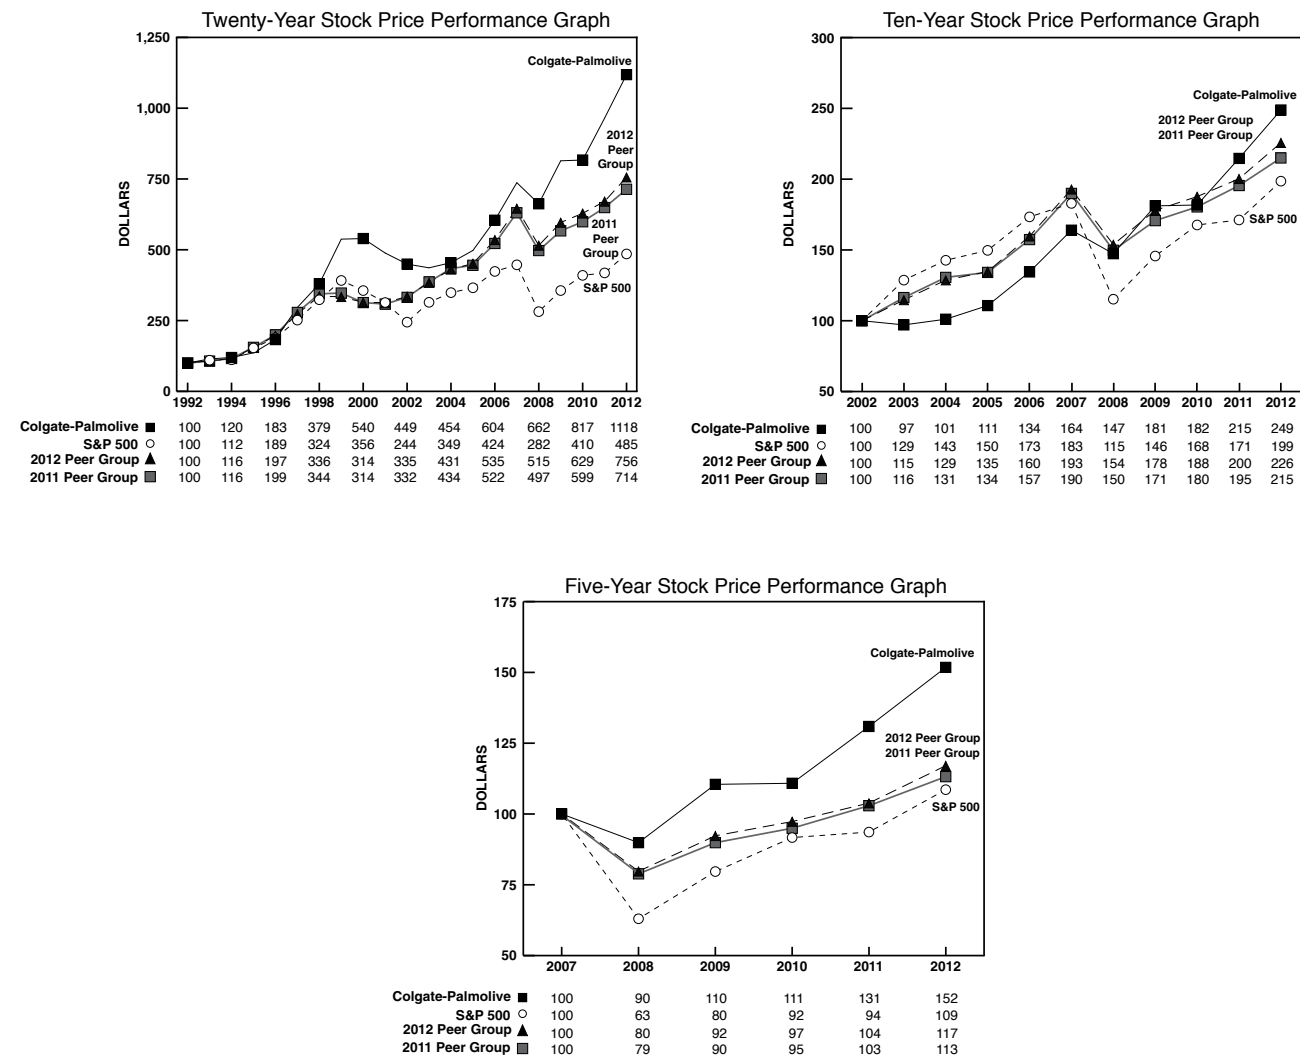 Twenty-Year Stock Price Performance Graph
1,250
1,000
750
500
250
0
DOLLARS
Colgate-Palmolive
2012
Peer
Group
2011
Peer
Group
S&P 500
1992 1994 1996 1998 2000 2002 2004 2006 2008 2010 2012
Colgate-Palmolive 100 120 183 379 540 449 454 604 662 817 1118
S&P 500 100 112 189 324 356 244 349 424 282 410 485
2012 Peer Group 100 116 197 336 314 335 431 535 515 629 756
2011 Peer Group 100 116 199 344 314 332 434 522 497 599 714
Ten-Year Stock Price Performance Graph
300
250
200
150
100
50
DOLLARS
Colgate-Palmolive
2012 Peer Group
2011 Peer Group
S&P 500
2002 2003 2004 2005 2006 2007 2008 2009 2010 2011 2012
Colgate-Palmolive 100 97 101 111 134 164 147 181 182 215 249
S&P 500 100 129 143 150 173 183 115 146 168 171 199
2012 Peer Group 100 115 129 135 160 193 154 178 188 200 226
2011 Peer Group 100 116 131 134 157 190 150 171 180 195 215
Five-Year Stock Price Performance Graph
175
150
125
100
75
50
DOLLARS
Colgate-Palmolive
2012 Peer Group
2011 Peer Group
S&P 500
2007 2008 2009 2010 2011 2012
Colgate-Palmolive 100 90 110 111 131 152
S&P 500 100 63 80 92 94 109
2012 Peer Group 100 80 92 97 104 117
2011 Peer Group 100 79 90 95 103 113